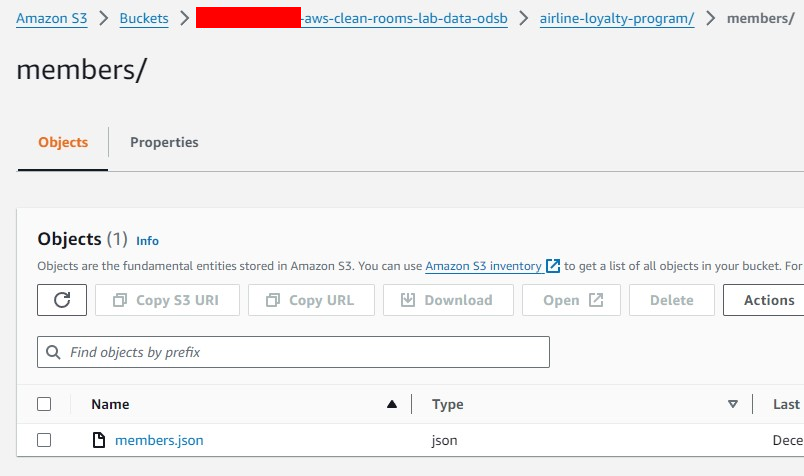 Amazon S3 > Buckets > -aws-clean-rooms-lab-data-odsb > airline-loyalty-program/ > members/
members/
Objects Properties
Objects (1) Info
Objects are the fundamental entities stored in Amazon S3. You can use Amazon S3 inventory to get a list of all objects in your bucket. For
Copy S3 URI Copy URL Download Open Delete Actions
Find objects by prefix
Name Type Last
members.json json Dece